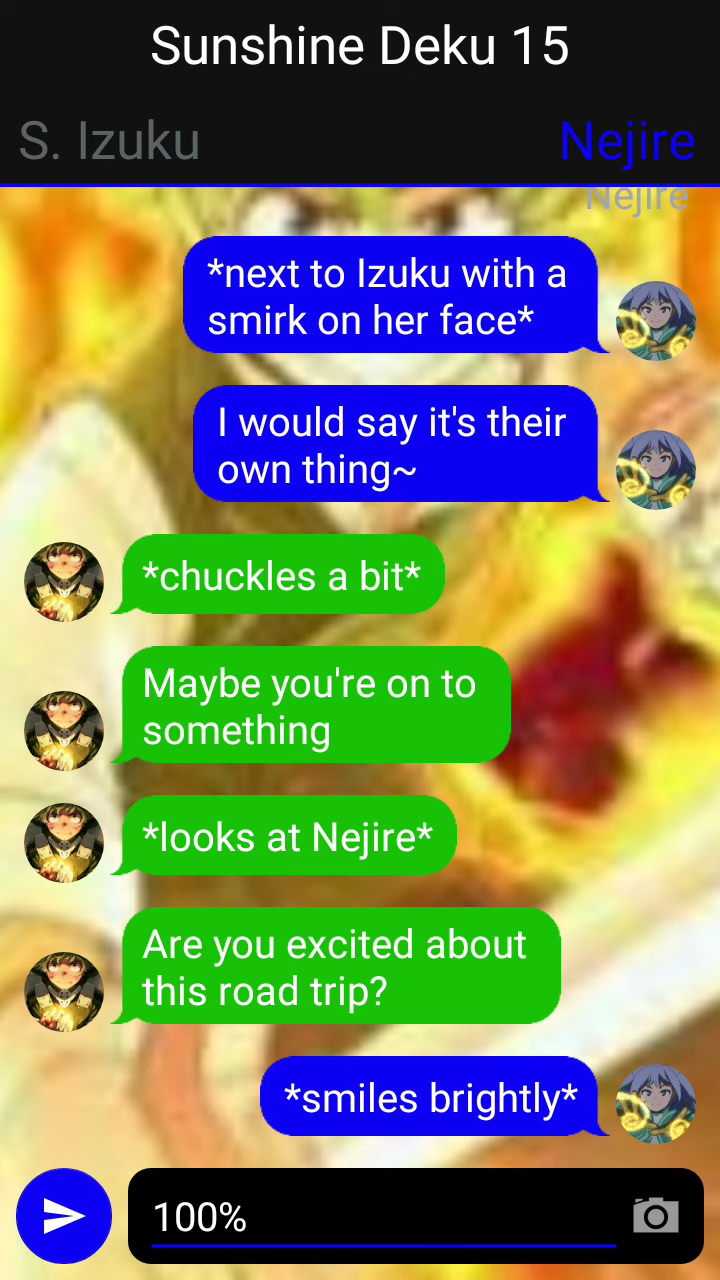 Sunshine Deku 15
S. Izuku
Nejire
Nejire
*next to Izuku with a
smirk on her face*
I would say it's their
own thing~
*chuckles a bit*
Maybe you're on to
something
*looks at Nejire*
Are you excited about
this road trip?
*smiles brightly*
100%